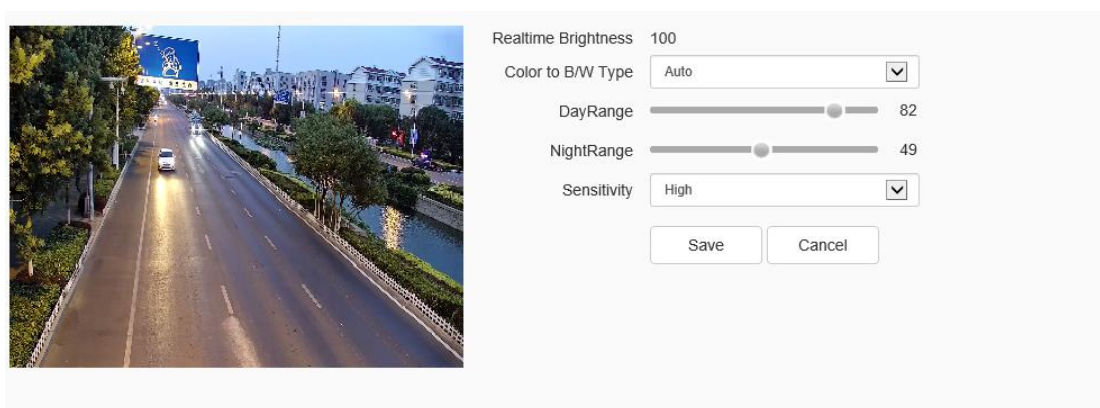 Realtime Brightness 100
Color to B/W Type Auto
DayRange 82
NightRange 49
Sensitivity High
Save Cancel